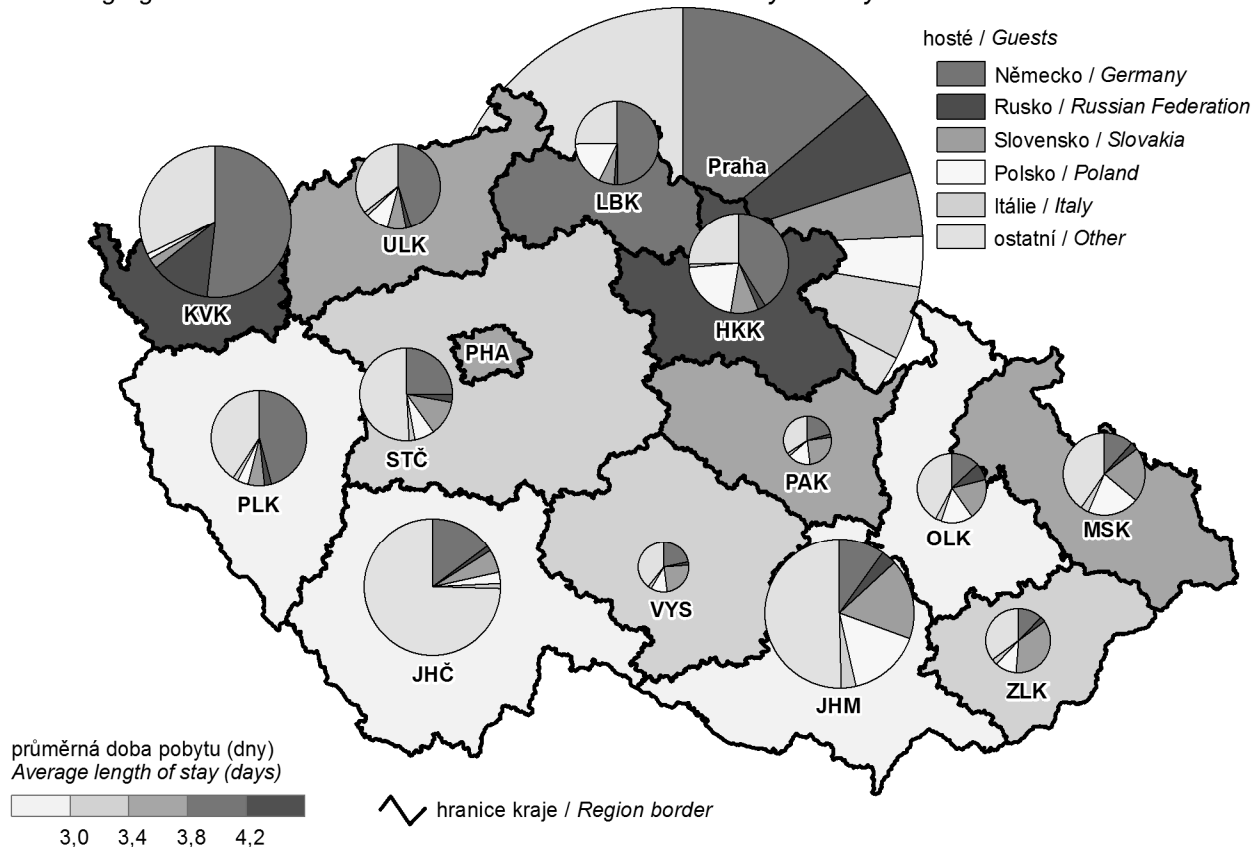 hosté / Guests
Německo / Germany
Rusko / Russian Federation
Slovensko / Slovakia
Polsko / Poland
Itálie / Italy
ostatní / Other
Praha
LBK
ULK
KVK
HKK
PHA
STČ
PLK
PAK
OLK
MSK
VYS
JHČ
JHM
ZLK
průměrná doba pobytu (dny)
Average length of stay (days)
3,0 3,4 3,8 4,2
hranice kraje / Region border